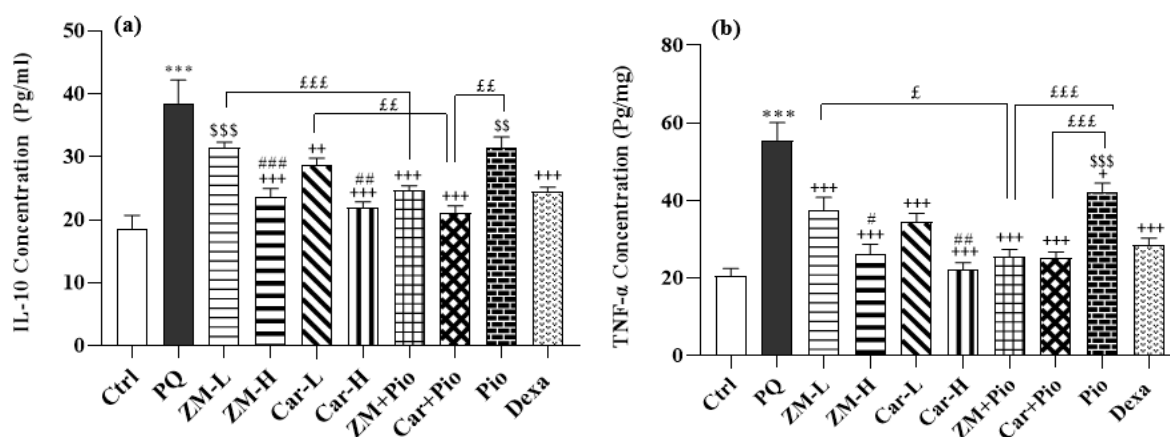 (a)
IL-10 Concentration (Pg/ml)
50
40
30
20
10
0
***
$$$
###
+++
++
##
+++
+++
+++
$$
+++
£££
££
££
Ctrl
PQ
ZM-L
ZM-H
Car-L
Car-H
ZM+Pio
Car+Pio
Pio
Dexa
(b)
TNF-α Concentration (Pg/mg)
80
60
40
20
0
***
+++
#
+++
+++
##
+++
+++
+++
$$$
+
+++
£
£££
£££
Ctrl
PQ
ZM-L
ZM-H
Car-L
Car-H
ZM+Pio
Car+Pio
Pio
Dexa